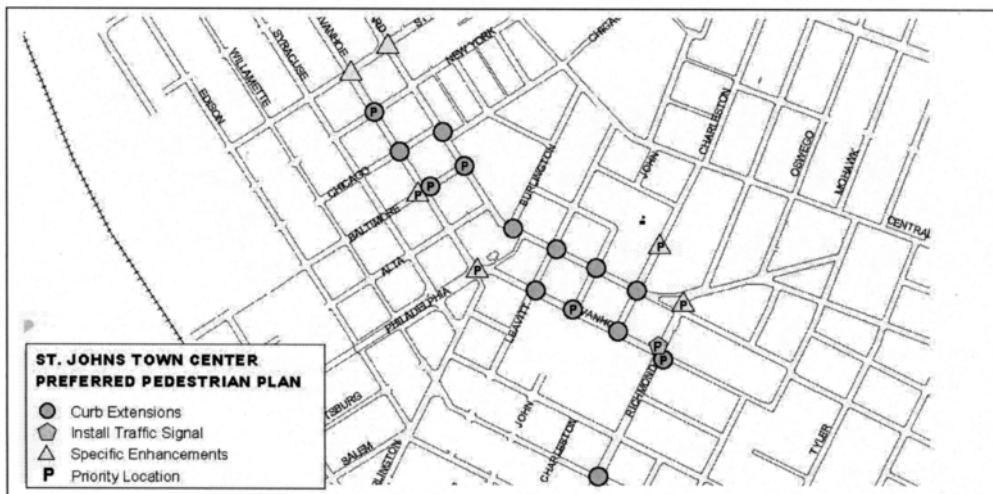 IVANHOE
SYRACUSE
WILLAMETTE
EDISON
NEW YORK
CHICAGO
BALTIMORE
ALTA
PHILADELPHIA
BURLINGTON
JOHN
CHARLESTON
OSWEGO
MOHAWK
CENTRAL
LEAVITT
RICHMOND
TYLER
JOHN
CHARLESTON
TSBURG
SALEM
RLINGTON
P
P
P
P
P
P
P
P
P
P
ST. JOHNS TOWN CENTER
PREFERRED PEDESTRIAN PLAN
Curb Extensions
Install Traffic Signal
Specific Enhancements
P Priority Location